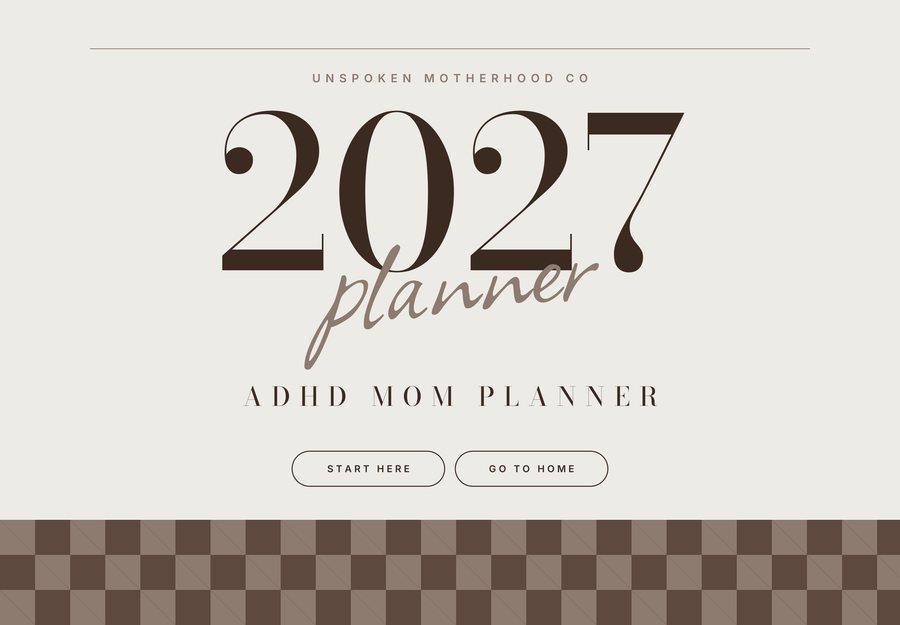 UNSPOKEN MOTHERHOOD CO
2027
planner
ADHD MOM PLANNER
START HERE
GO TO HOME